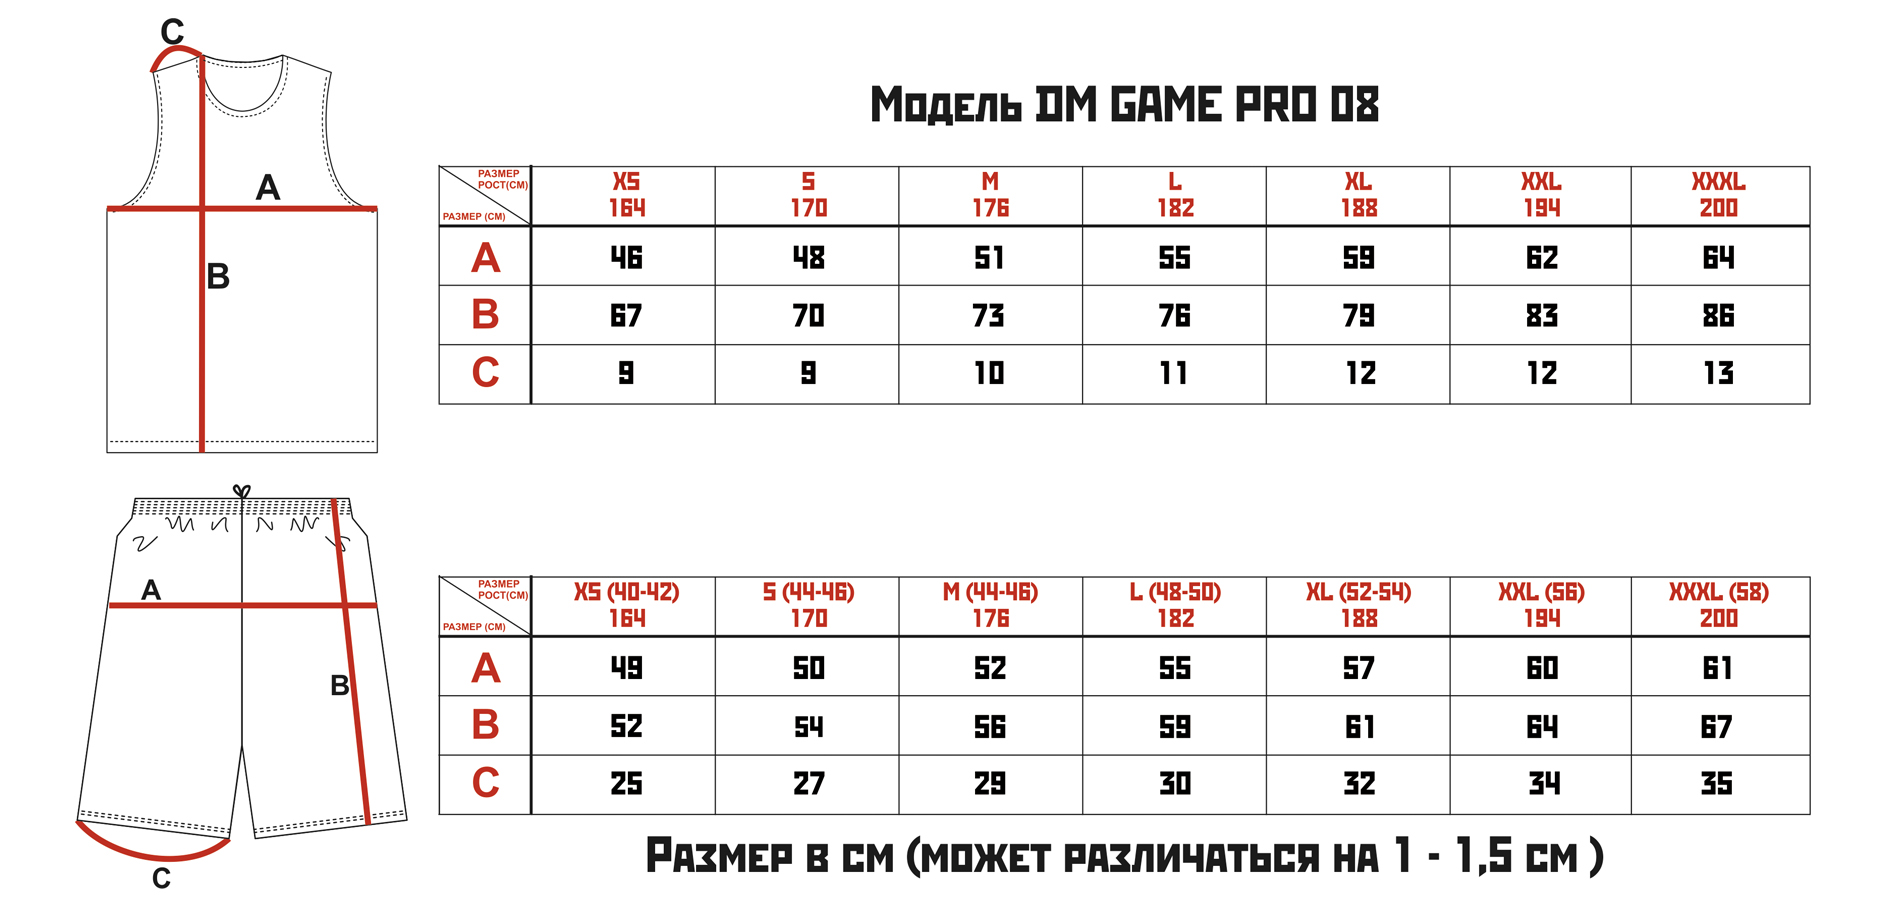 C
A
B
Модель DM GAME PRO 08
РАЗМЕР
РОСТ(СМ)
РАЗМЕР (СМ)
XS S M L XL XXL XXXL
164 170 176 182 188 194 200
A 46 48 51 55 59 62 64
B 67 70 73 76 79 83 86
C 9 9 10 11 12 12 13
A
B
C
РАЗМЕР
РОСТ(СМ)
РАЗМЕР (СМ)
XS (40-42) S (44-46) M (44-46) L (48-50) XL (52-54) XXL (56) XXXL (58)
164 170 176 182 188 194 200
A 49 50 52 55 57 60 61
B 52 54 56 59 61 64 67
C 25 27 29 30 32 34 35
Размер в см (может различаться на 1 - 1,5 см )